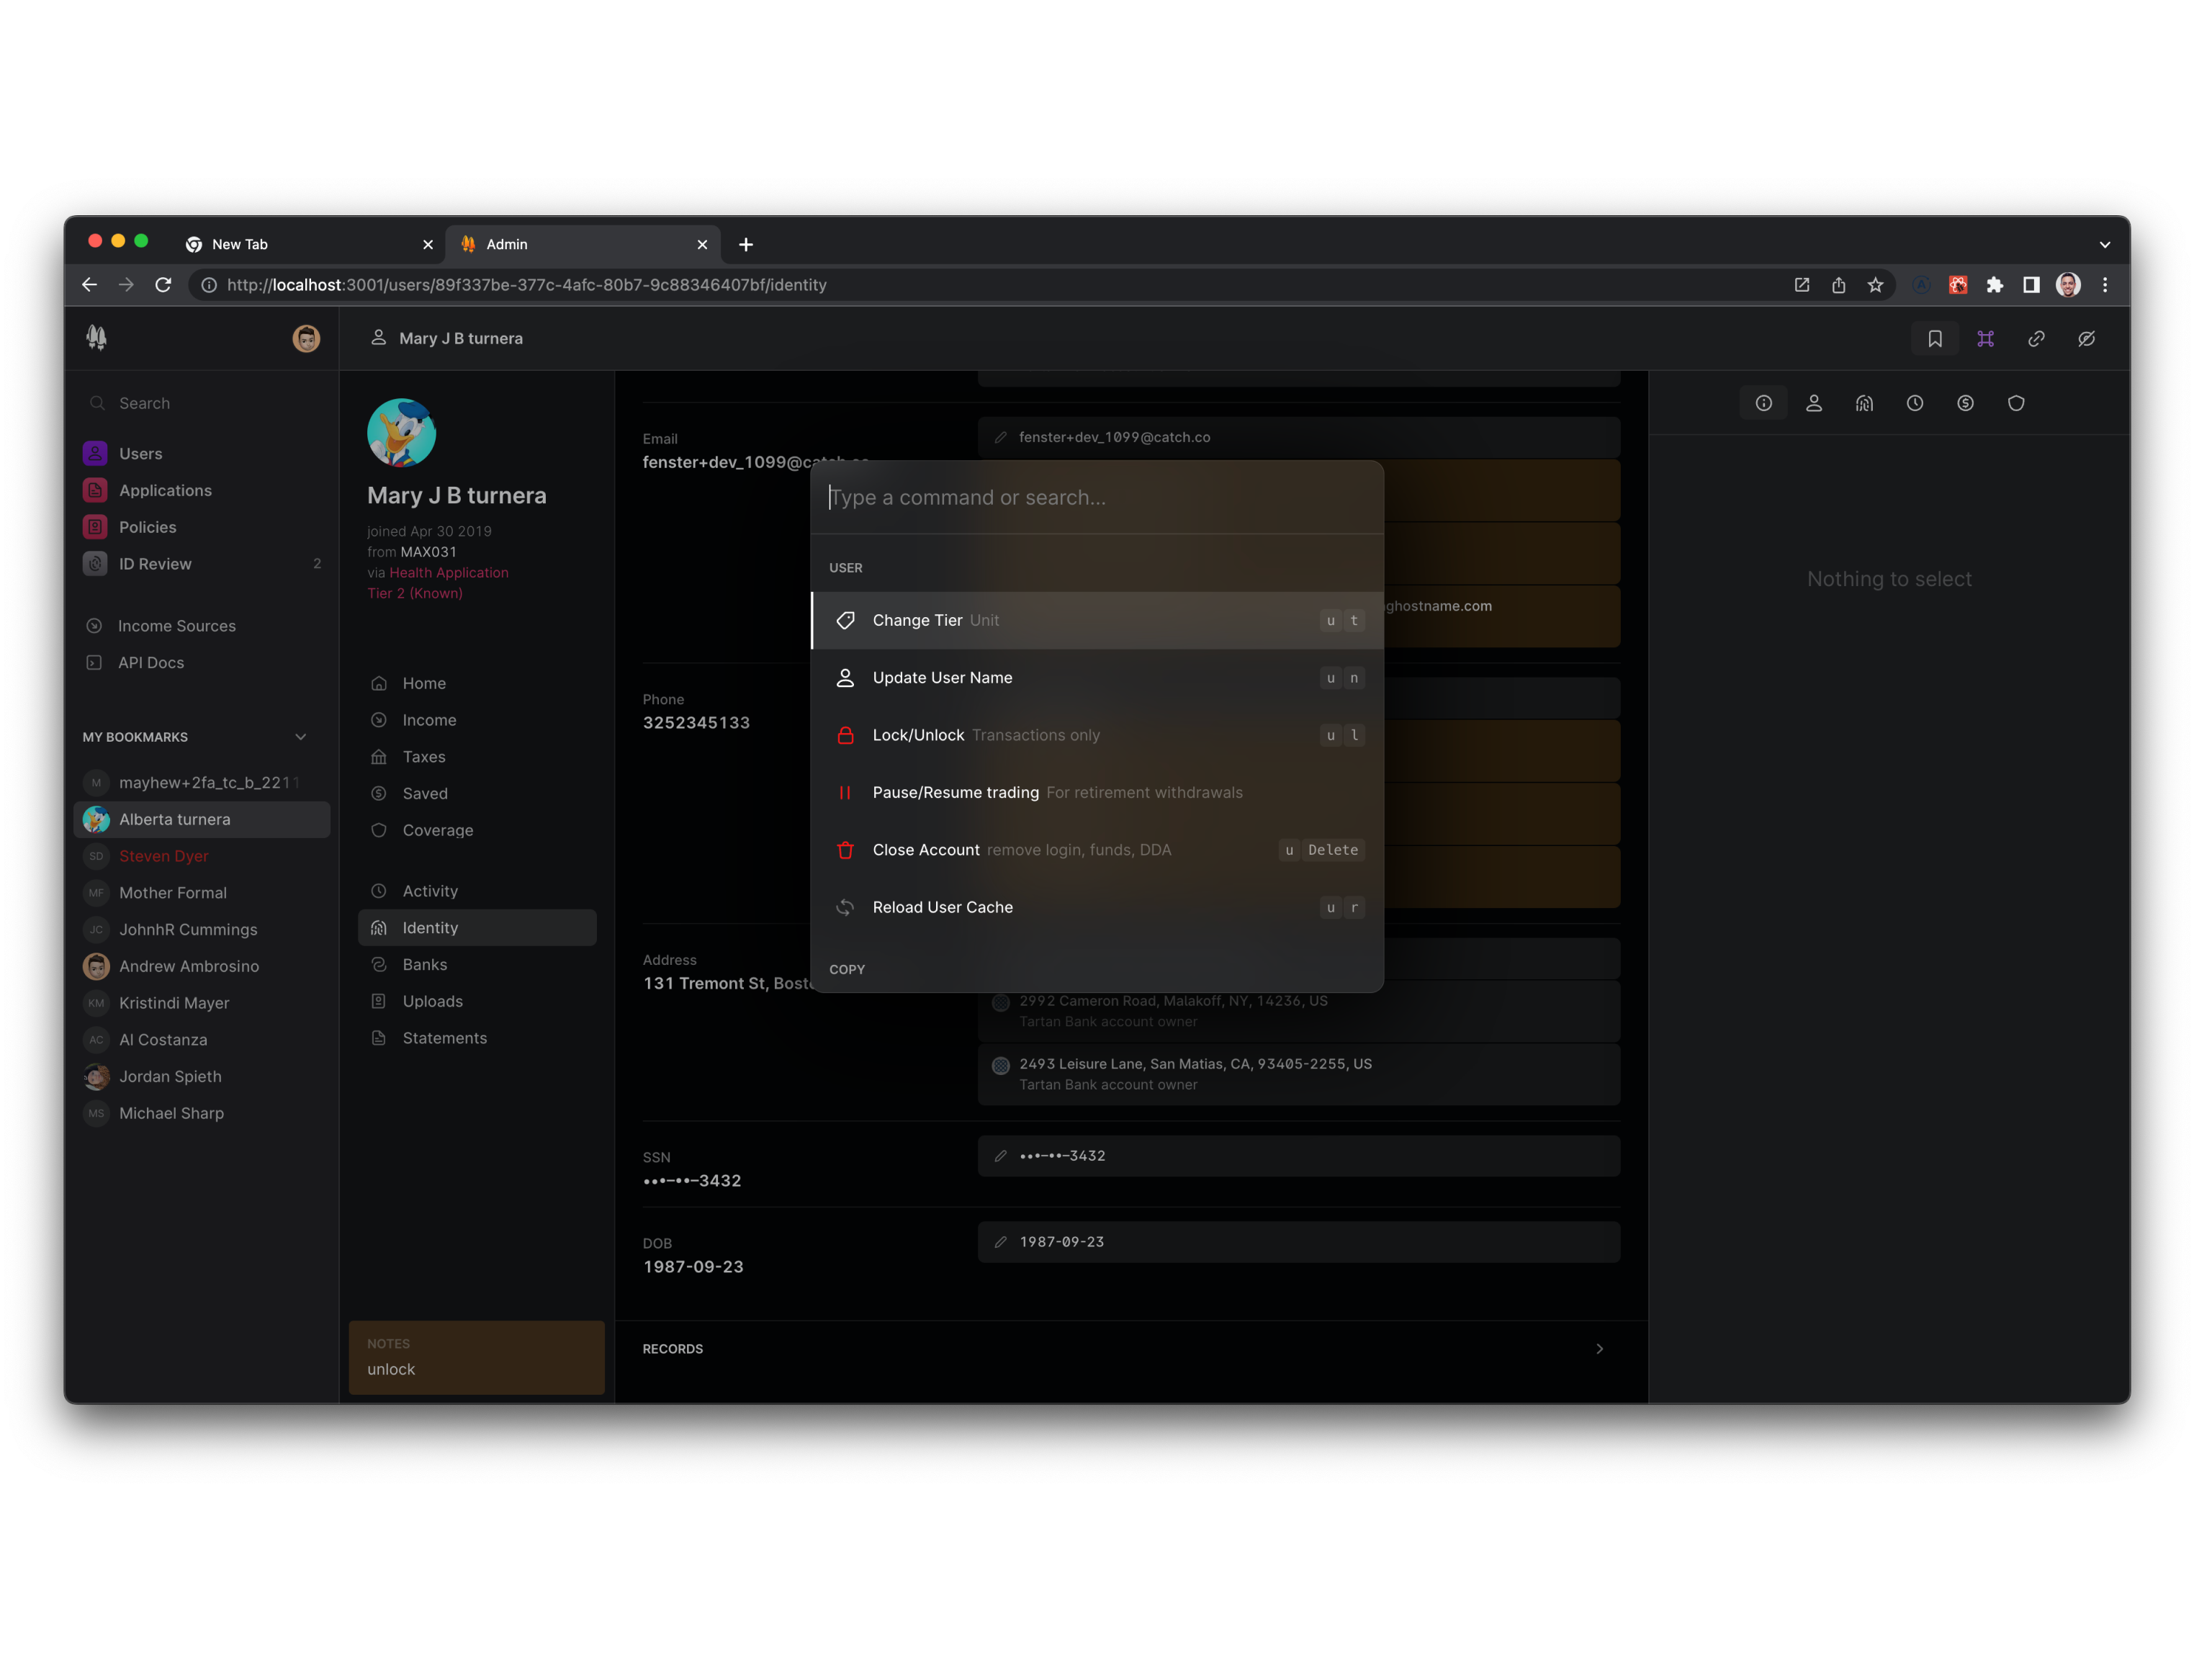 New Tab
Admin
http://localhost:3001/users/89f337be-377c-4afc-80b7-9c88346407bf/identity
Mary J B turnera
Search
Users
Applications
Policies
ID Review 2
Income Sources
API Docs
MY BOOKMARKS
M mayhew+2fa_tc_b_2211
Alberta turnera
SD Steven Dyer
MF Mother Formal
JC JohnhR Cummings
Andrew Ambrosino
KM Kristindi Mayer
AC Al Costanza
Jordan Spieth
MS Michael Sharp
Mary J B turnera
joined Apr 30 2019
from MAX031
via Health Application
Tier 2 (Known)
Home
Income
Taxes
Saved
Coverage
Activity
Identity
Banks
Uploads
Statements
NOTES
unlock
Email
fenster+dev_1099@catch.co
fenster+dev_1099@catch.co
ghostname.com
Phone
3252345133
Address
131 Tremont St, Bost
2992 Cameron Road, Malakoff, NY, 14236, US
Tartan Bank account owner
2493 Leisure Lane, San Matias, CA, 93405-2255, US
Tartan Bank account owner
SSN
•••–••–3432
•••–••–3432
DOB
1987-09-23
1987-09-23
RECORDS
Type a command or search...
USER
Change Tier Unit u t
Update User Name u n
Lock/Unlock Transactions only u l
Pause/Resume trading For retirement withdrawals
Close Account remove login, funds, DDA u Delete
Reload User Cache u r
COPY
Nothing to select